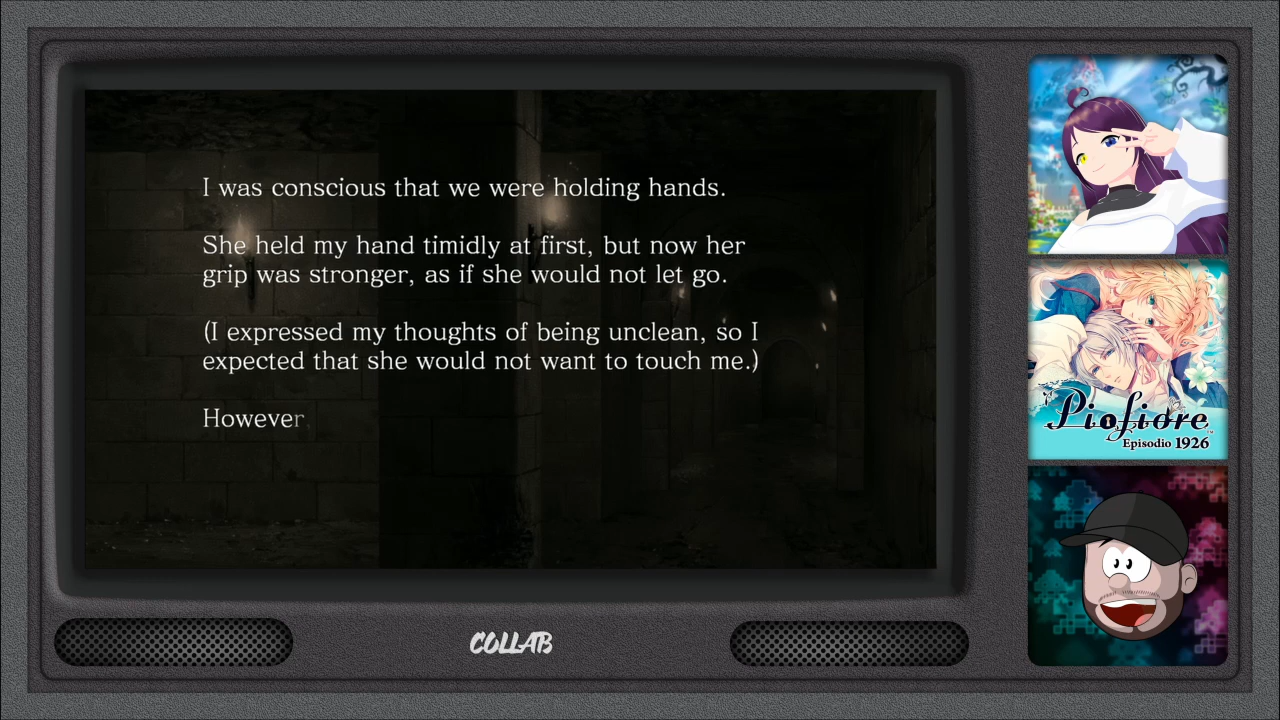 I was conscious that we were holding hands.
She held my hand timidly at first, but now her
grip was stronger, as if she would not let go.
(I expressed my thoughts of being unclean, so I
expected that she would not want to touch me.)
However
COLLAB
Piofiore
Episodio 1926